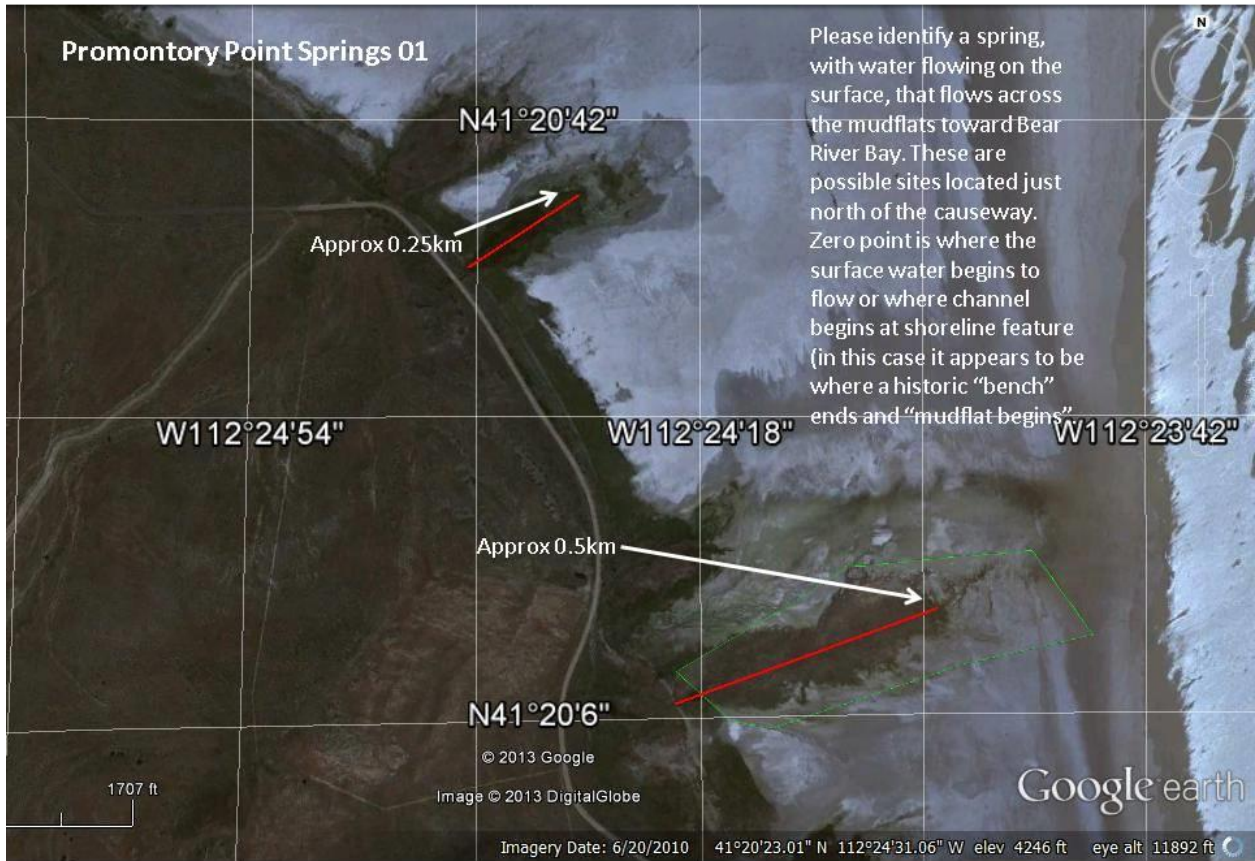 Promontory Point Springs 01
Please identify a spring,
with water flowing on the
surface, that flows across
the mudflats toward Bear
River Bay. These are
possible sites located just
north of the causeway.
Zero point is where the
surface water begins to
flow or where channel
begins at shoreline feature
(in this case it appears to be
where a historic “bench”
ends and “mudflat begins”
N
N41°20'42"
Approx 0.25km
W112°24'54"
W112°24'18"
W112°23'42"
Approx 0.5km
N41°20'6"
© 2013 Google
1707 ft
Image © 2013 DigitalGlobe
Google earth
Imagery Date: 6/20/2010 41°20'23.01" N 112°24'31.06" W elev 4246 ft eye alt 11892 ft